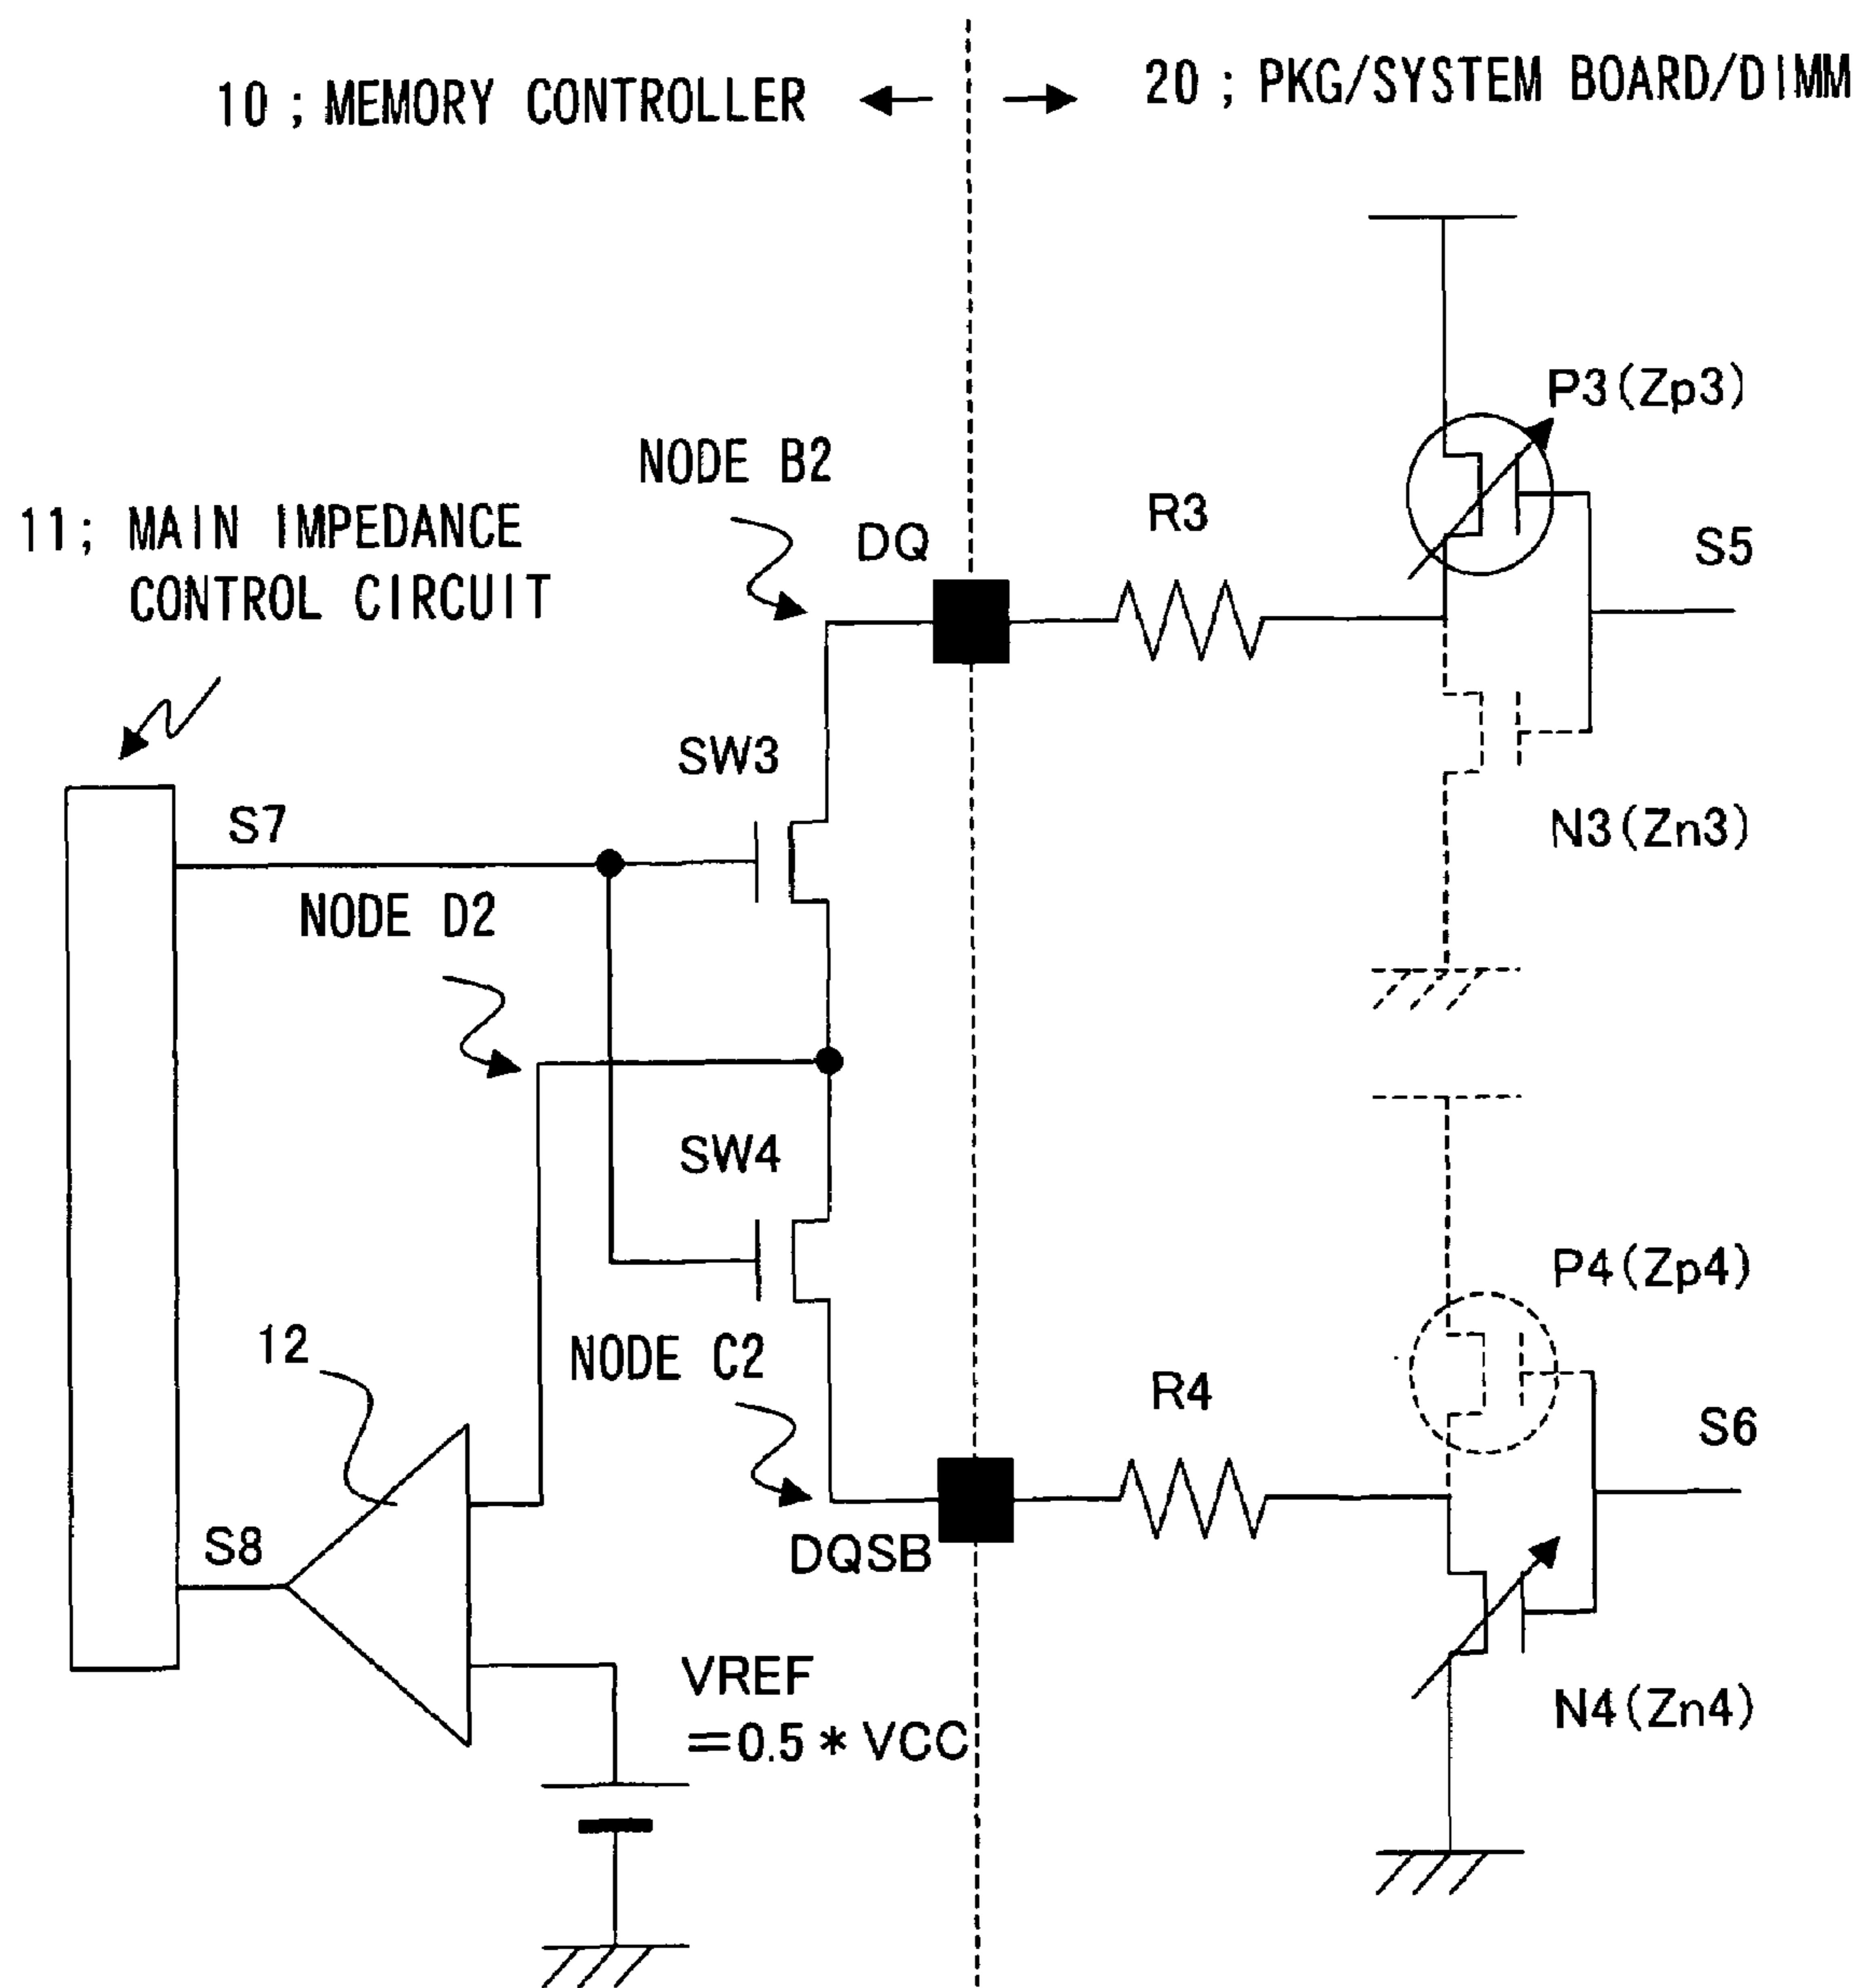 10 ; MEMORY CONTROLLER
20 ; PKG/SYSTEM BOARD/DIMM
P3(Zp3)
NODE B2
11; MAIN IMPEDANCE
CONTROL CIRCUIT
DQ
R3
S5
SW3
S7
N3(Zn3)
NODE D2
SW4
P4(Zp4)
12
NODE C2
R4
S6
S8
DQSB
VREF
=0.5*VCC
N4(Zn4)